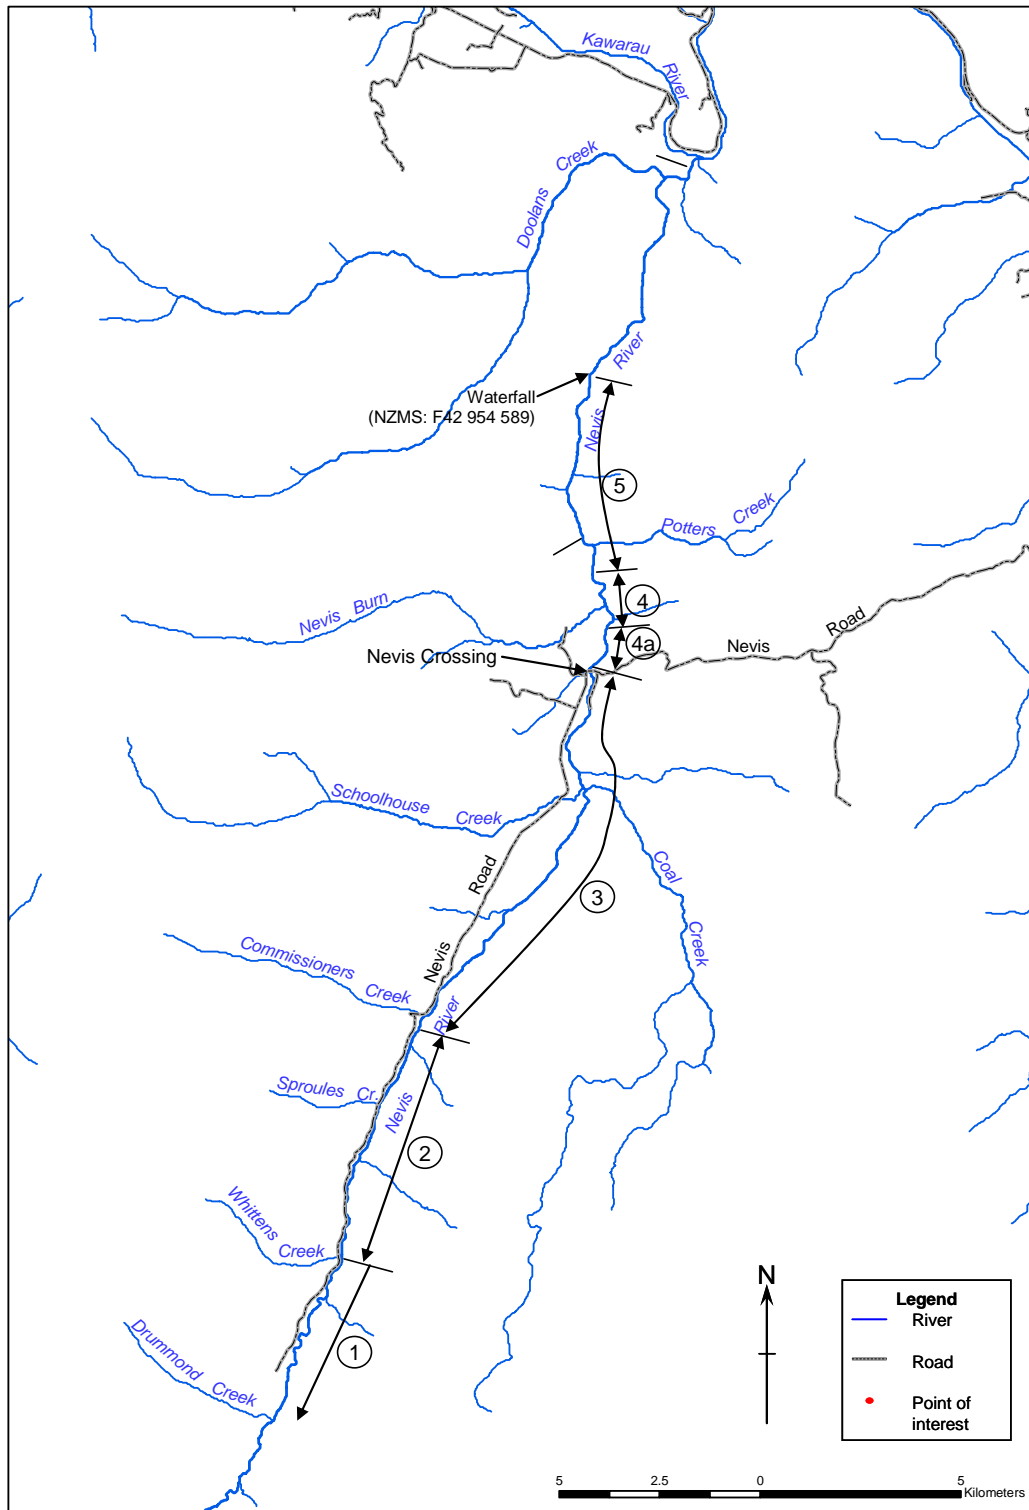 Kawarau
River
Doolans Creek
River
Waterfall
(NZMS: F42 954 589)
Nevis
5
Potters Creek
4
Nevis Burn
4a
Nevis Road
Nevis Crossing
Schoolhouse Creek
Coal Creek
Road
3
Nevis
Commissioners Creek
River
Sproules Cr.
Nevis
2
Whittens Creek
1
Drummond Creek
N
Legend
River
Road
Point of
interest
5 2.5 0 5
Kilometers